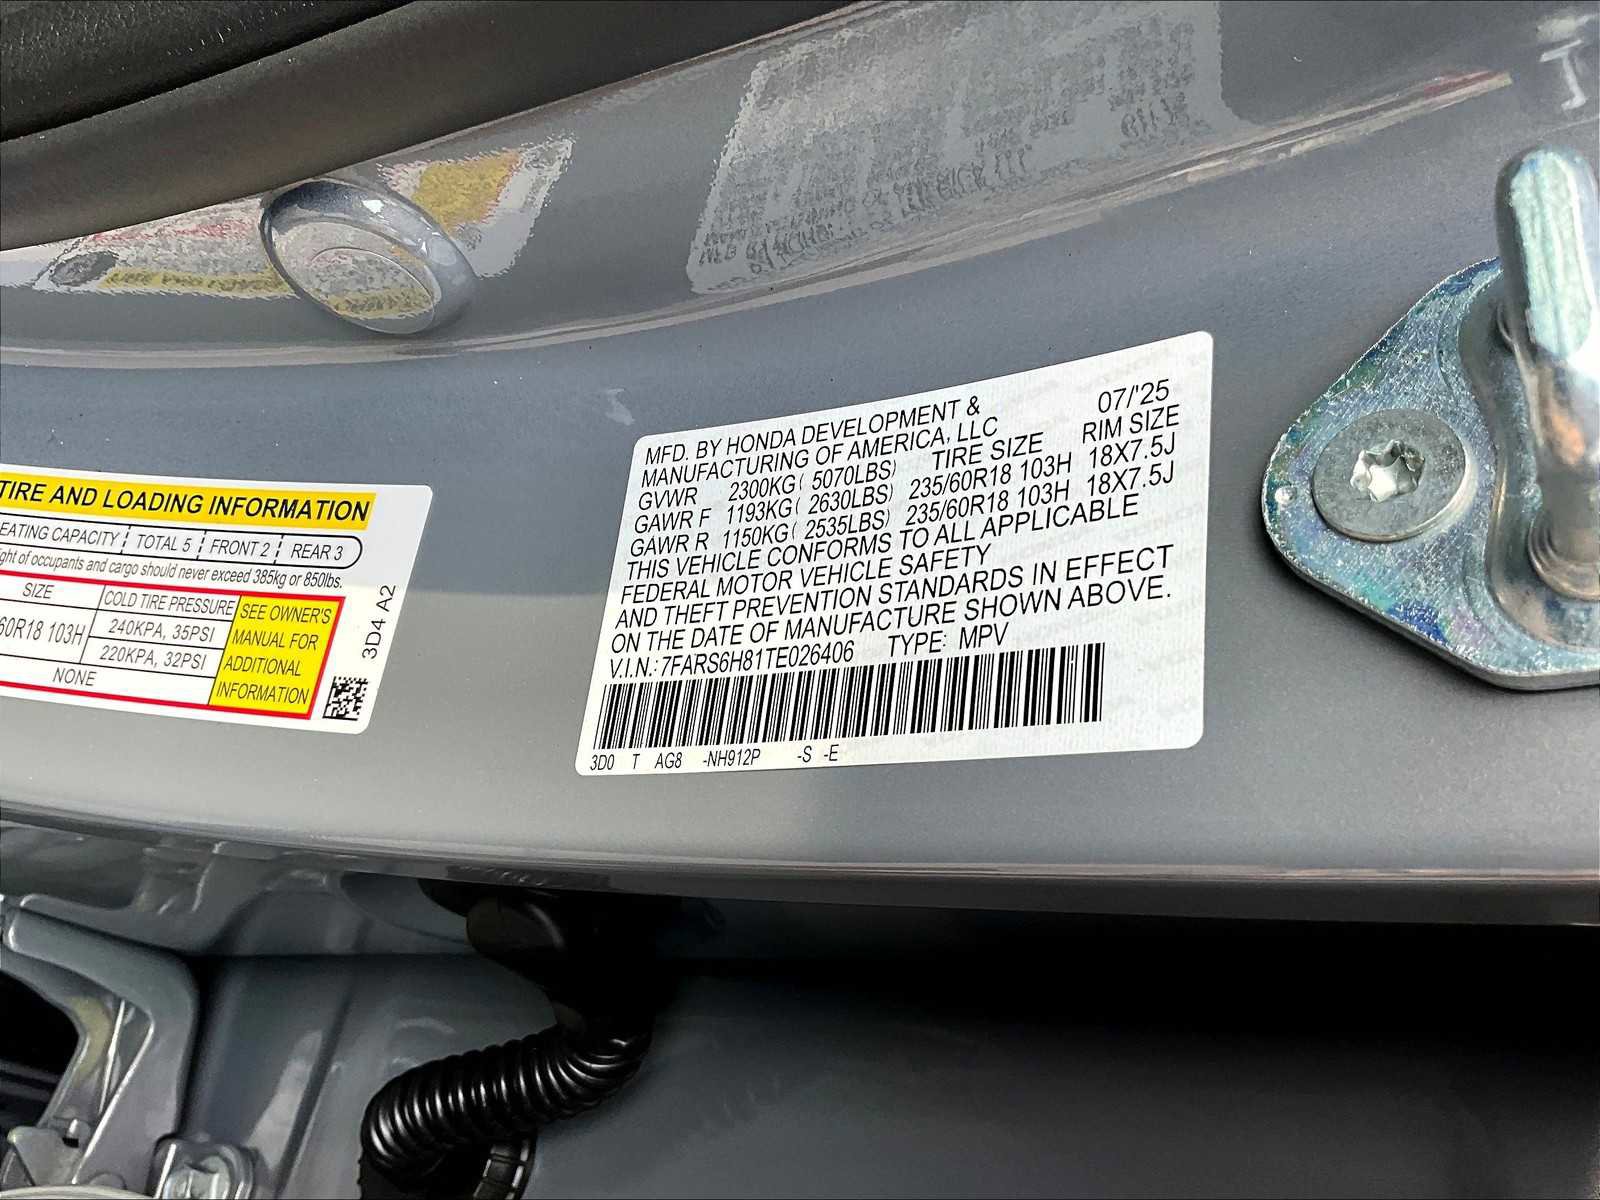 TIRE AND LOADING INFORMATION
EATING CAPACITY TOTAL 5 FRONT 2 REAR 3
ght of occupants and cargo should never exceed 385kg or 850lbs.
SIZE COLD TIRE PRESSURE SEE OWNER'S
60R18 103H 240KPA, 35PSI MANUAL FOR
220KPA, 32PSI ADDITIONAL
NONE INFORMATION
3D4 A2
MFD. BY HONDA DEVELOPMENT & 07/'25
MANUFACTURING OF AMERICA, LLC RIM SIZE
GVWR 2300KG( 5070LBS) TIRE SIZE
GAWR F 1193KG( 2630LBS) 235/60R18 103H 18X7.5J
GAWR R 1150KG( 2535LBS) 235/60R18 103H 18X7.5J
THIS VEHICLE CONFORMS TO ALL APPLICABLE
FEDERAL MOTOR VEHICLE SAFETY
AND THEFT PREVENTION STANDARDS IN EFFECT
ON THE DATE OF MANUFACTURE SHOWN ABOVE.
V.I.N.: 7FARS6H81TE026406 TYPE: MPV
3D0 T AG8 -NH912P -S -E